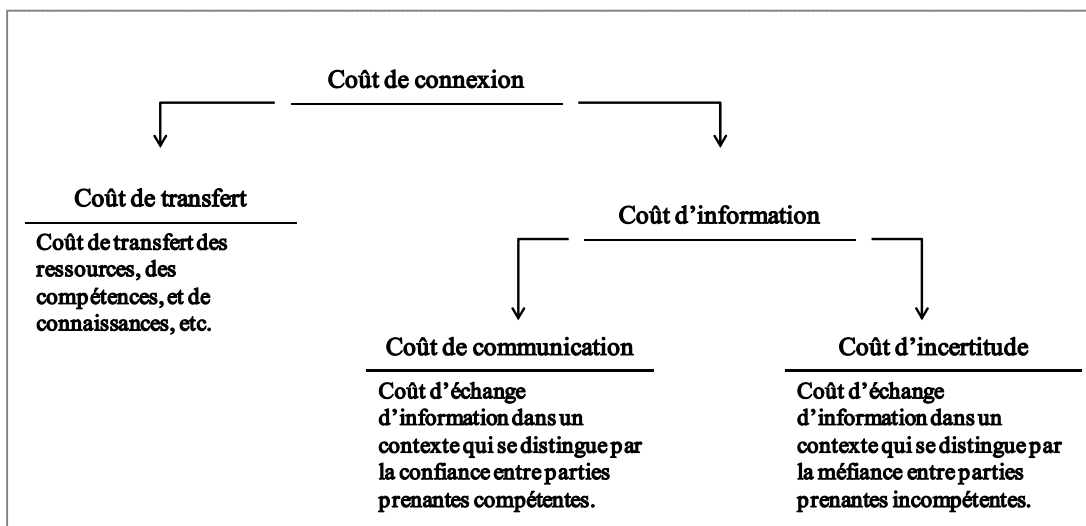 Coût de connexion
Coût de transfert
Coût de transfert des
ressources, des
compétences, et de
connaissances, etc.
Coût d’information
Coût de communication
Coût d’échange
d’information dans un
contexte qui se distingue par
la confiance entre parties
prenantes compétentes.
Coût d’incertitude
Coût d’échange
d’information dans un
contexte qui se distingue par
la méfiance entre parties
prenantes incompétentes.